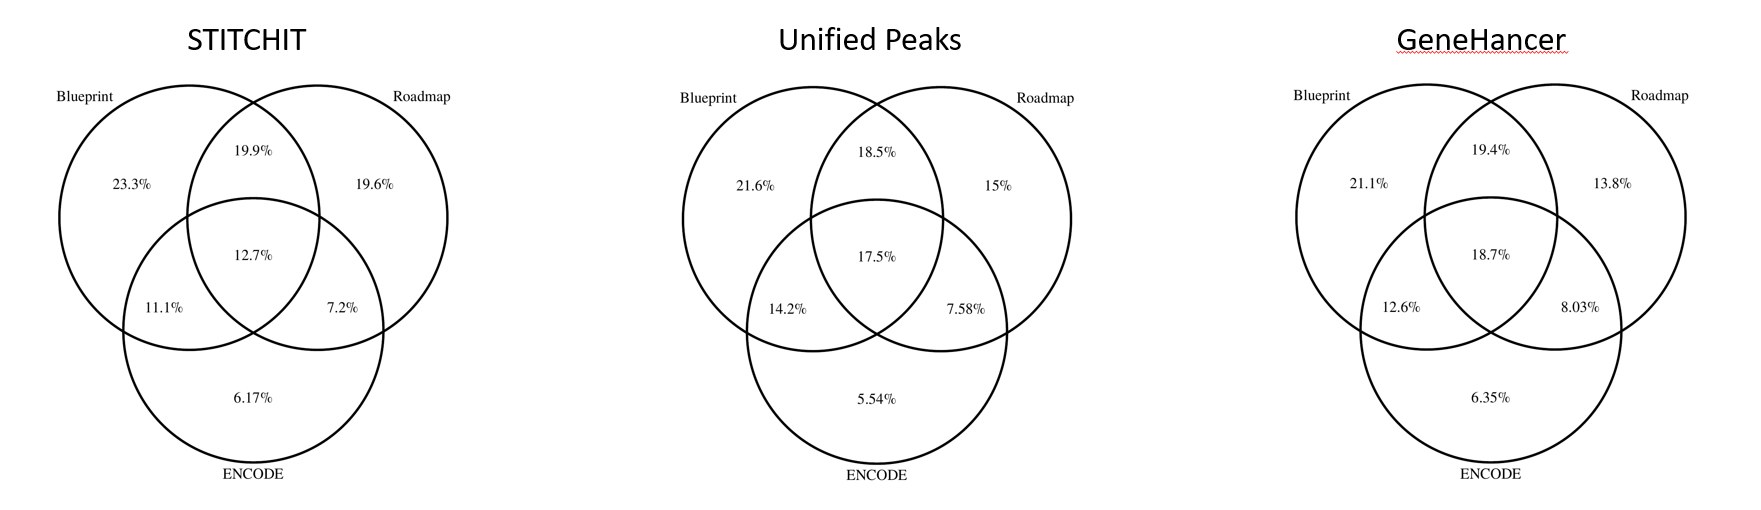 STITCHIT
Blueprint
Roadmap
19.9%
23.3%
19.6%
12.7%
11.1%
7.2%
6.17%
ENCODE
Unified Peaks
Blueprint
Roadmap
18.5%
21.6%
15%
17.5%
14.2%
7.58%
5.54%
ENCODE
GeneHancer
Blueprint
Roadmap
19.4%
21.1%
13.8%
18.7%
12.6%
8.03%
6.35%
ENCODE